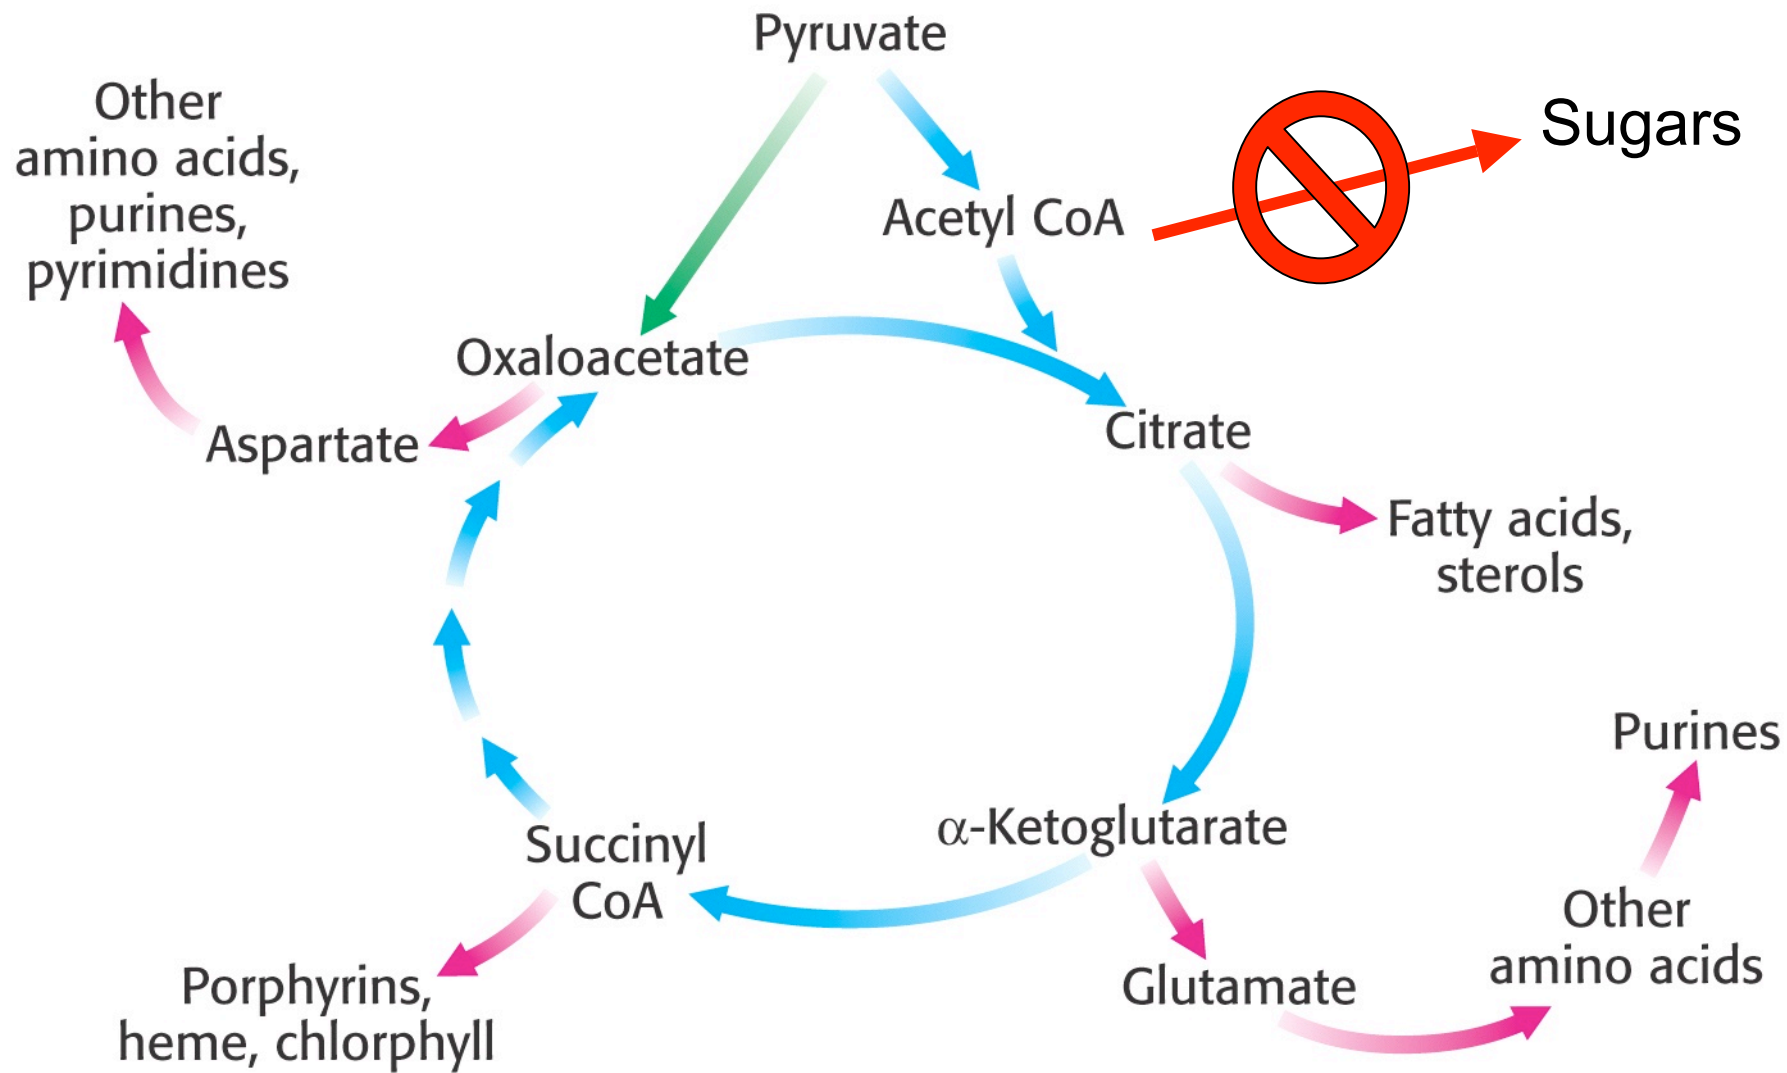 Pyruvate
Other
amino acids,
purines,
pyrimidines
Sugars
Acetyl CoA
Oxaloacetate
Aspartate
Citrate
Fatty acids,
sterols
Purines
α-Ketoglutarate
Succinyl
CoA
Other
amino acids
Glutamate
Porphyrins,
heme, chlorphyll